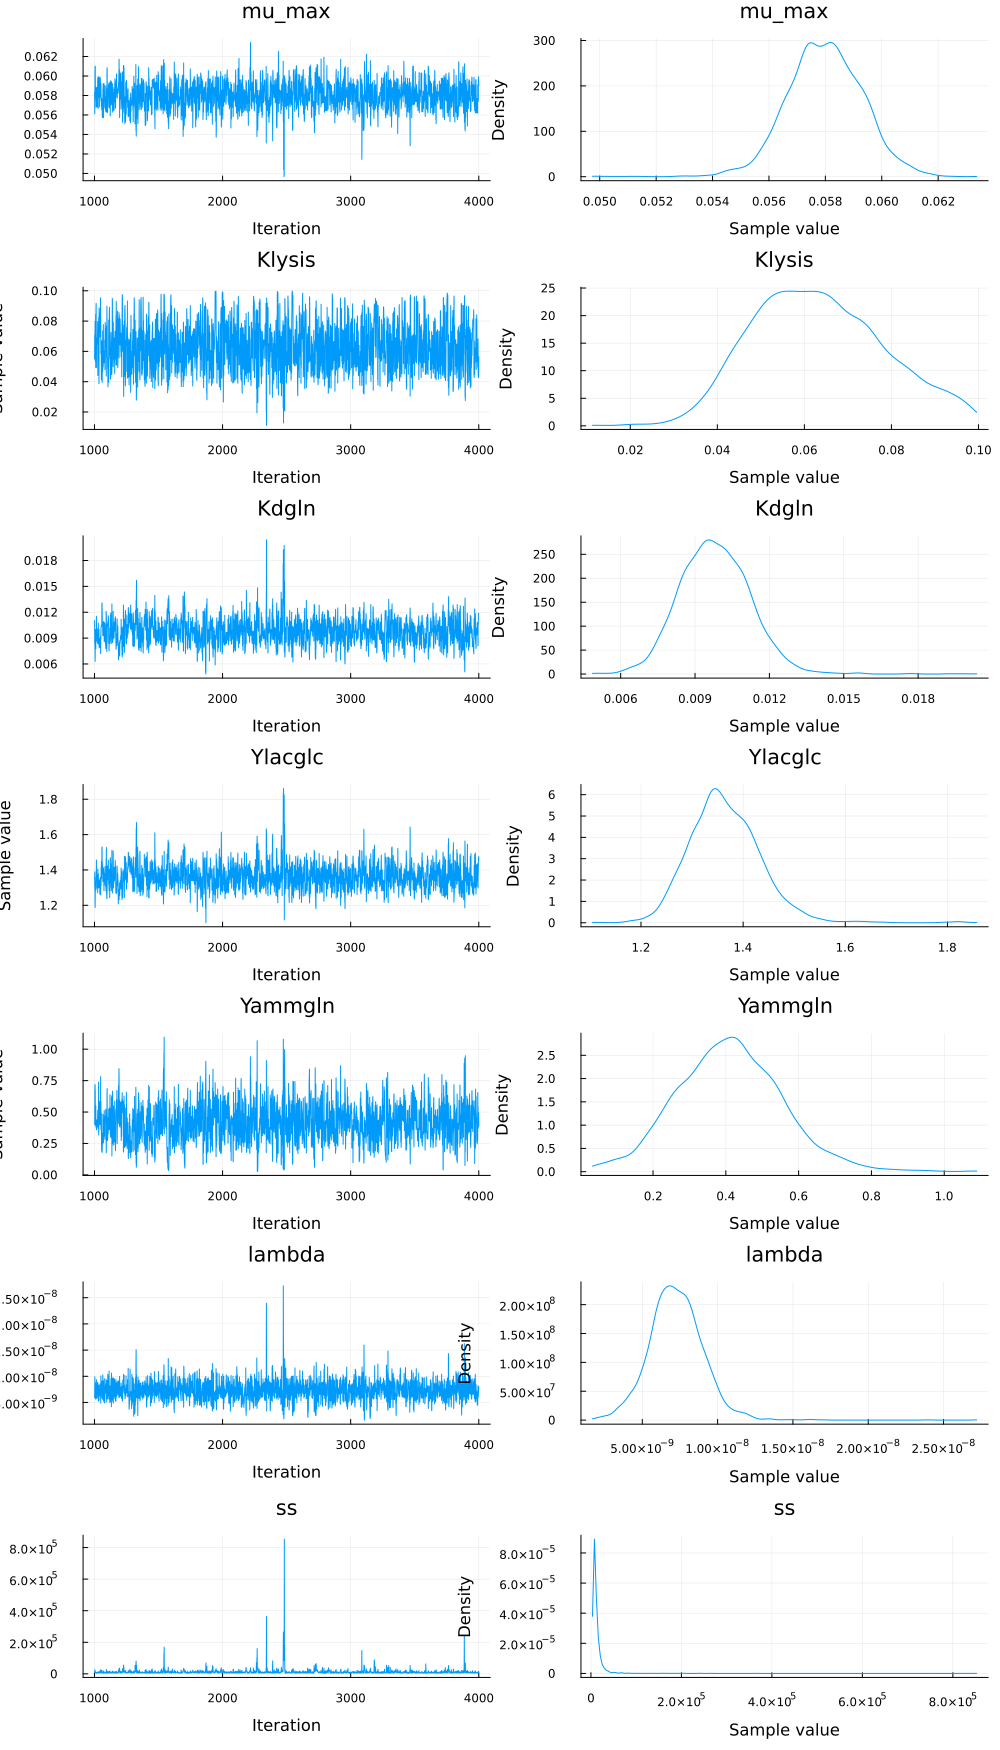 mu_max mu_max
0.062
0.060
0.058
0.056
0.054
0.052
0.050
Density
300
200
100
0
1000 2000 3000 4000
0.050 0.052 0.054 0.056 0.058 0.060 0.062
Iteration Sample value
Klysis Klysis
0.10
0.08
0.06
0.04
0.02
Density
25
20
15
10
5
0
1000 2000 3000 4000
0.02 0.04 0.06 0.08 0.10
Iteration Sample value
Kdgln Kdgln
0.018
0.015
0.012
0.009
0.006
Density
250
200
150
100
50
0
1000 2000 3000 4000
0.006 0.009 0.012 0.015 0.018
Iteration Sample value
Ylacglc Ylacglc
Sample value
1.8
1.6
1.4
1.2
Density
6
5
4
3
2
1
0
1000 2000 3000 4000
1.2 1.4 1.6 1.8
Iteration Sample value
Yammgln Yammgln
1.00
0.75
0.50
0.25
0.00
Density
2.5
2.0
1.5
1.0
0.5
0.0
1000 2000 3000 4000
0.2 0.4 0.6 0.8 1.0
Iteration Sample value
lambda lambda
.50×10⁻⁸
.00×10⁻⁸
.50×10⁻⁸
.00×10⁻⁸
.00×10⁻⁹
Density
2.00×10⁸
1.50×10⁸
1.00×10⁸
5.00×10⁷
0
1000 2000 3000 4000
5.00×10⁻⁹ 1.00×10⁻⁸ 1.50×10⁻⁸ 2.00×10⁻⁸ 2.50×10⁻⁸
Iteration Sample value
ss ss
8.0×10⁵
6.0×10⁵
4.0×10⁵
2.0×10⁵
0
Density
8.0×10⁻⁵
6.0×10⁻⁵
4.0×10⁻⁵
2.0×10⁻⁵
0
1000 2000 3000 4000
0 2.0×10⁵ 4.0×10⁵ 6.0×10⁵ 8.0×10⁵
Iteration Sample value